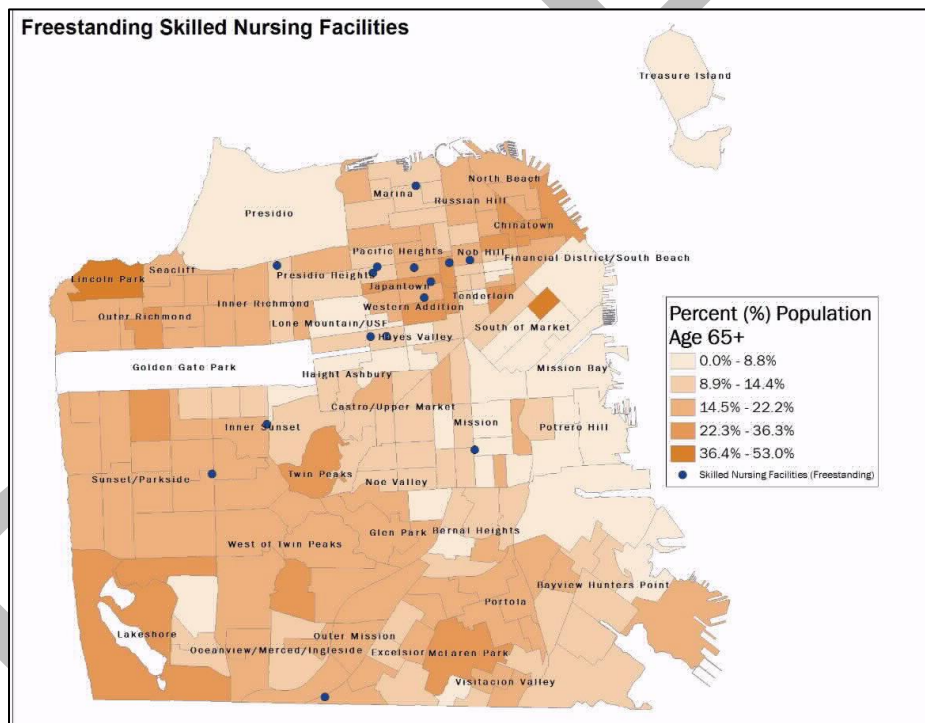 Freestanding Skilled Nursing Facilities
Treasure Island
North Beach
Marina
Russian Hill
Presidio
Chinatown
Pacific Heights
Nob Hill
Financial District/South Beach
Seacliff
Lincoln Park
Presidio Heights
Japantown
Tenderloin
Inner Richmond
Western Addition
Outer Richmond
Lone Mountain/USF
South of Market
Hayes Valley
Golden Gate Park
Haight Ashbury
Mission Bay
Castro/Upper Market
Inner Sunset
Mission
Potrero Hill
Twin Peaks
Sunset/Parkside
Noe Valley
Glen Park
Bernal Heights
West of Twin Peaks
Bayview Hunters Point
Portola
Lakeshore
Outer Mission
Oceanview/Merced/Ingleside
Excelsior
McLaren Park
Visitacion Valley
Percent (%) Population
Age 65+
0.0% - 8.8%
8.9% - 14.4%
14.5% - 22.2%
22.3% - 36.3%
36.4% - 53.0%
Skilled Nursing Facilities (Freestanding)